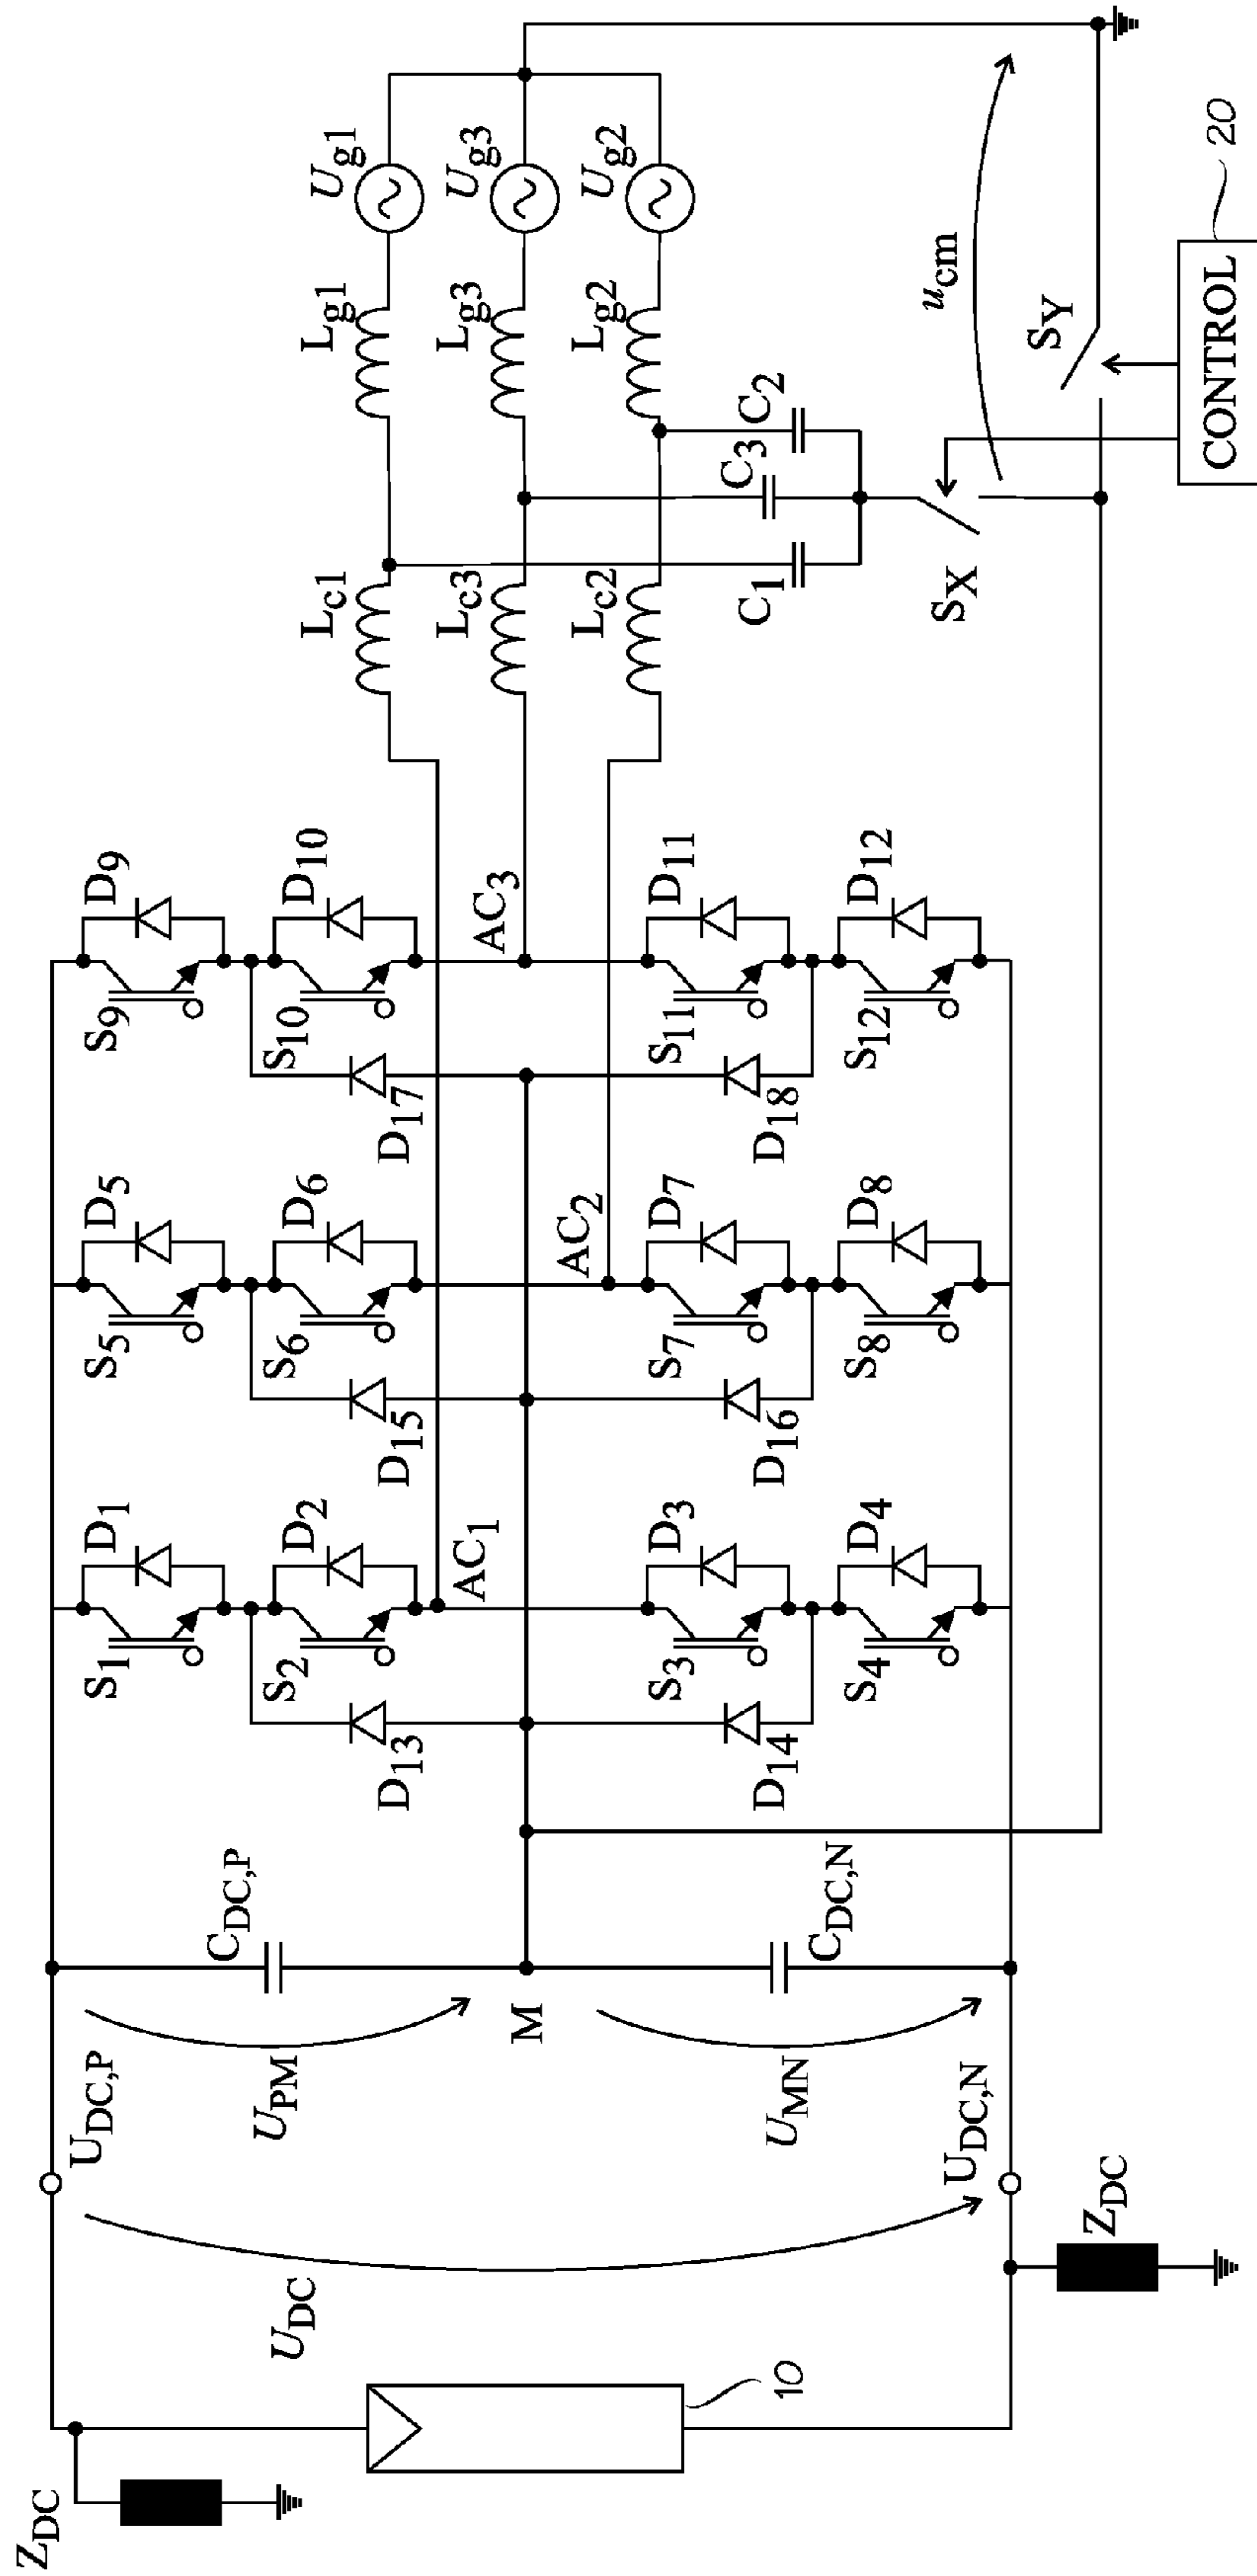 Z_DC
10
U_DC
U_DC,P
U_PM
M
U_MN
U_DC,N
Z_DC
C_DC,P
C_DC,N
S_1
D_1
S_2
D_2
D_13
AC_1
S_3
D_3
D_14
S_4
D_4
S_5
D_5
S_6
D_6
D_15
AC_2
S_7
D_7
D_16
S_8
D_8
S_9
D_9
S_10
D_10
D_17
AC_3
S_11
D_11
D_18
S_12
D_12
L_c1
L_c3
L_c2
C_1
C_3
C_2
S_X
L_g1
L_g3
L_g2
U_g1
U_g3
U_g2
u_cm
S_Y
CONTROL
20